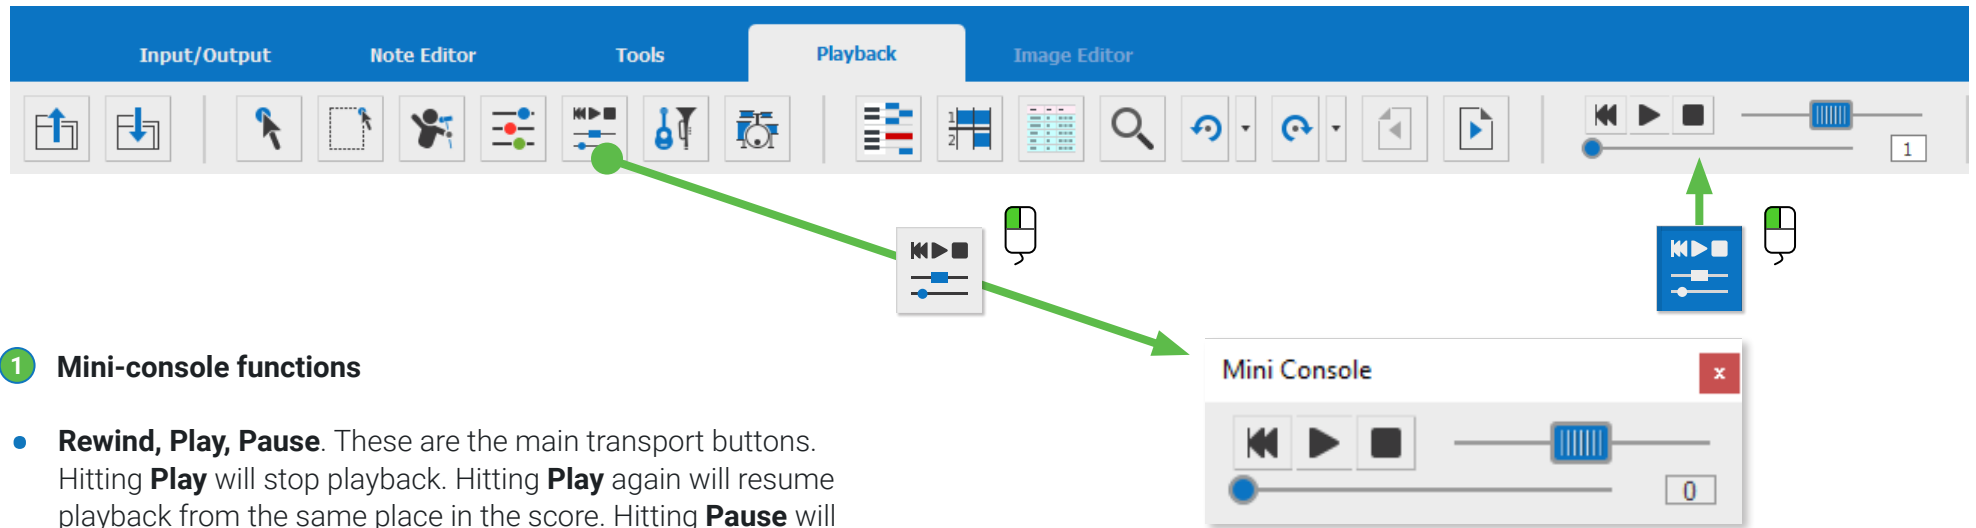 Input/Output Note Editor Tools Playback Image Editor
1
2
1
Mini Console
x
0
1 Mini-console functions
• Rewind, Play, Pause. These are the main transport buttons.
Hitting Play will stop playback. Hitting Play again will resume
playback from the same place in the score. Hitting Pause will